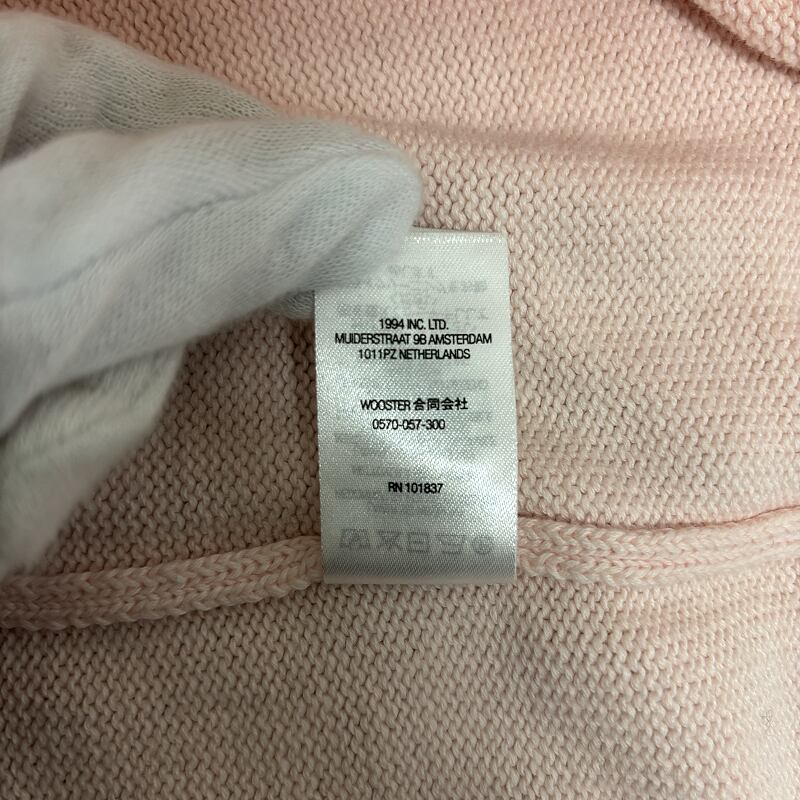 1994 INC. LTD.
MUIDERSTRAAT 9B AMSTERDAM
1011PZ NETHERLANDS
WOOSTER 合同会社
0570-057-300
RN 101837